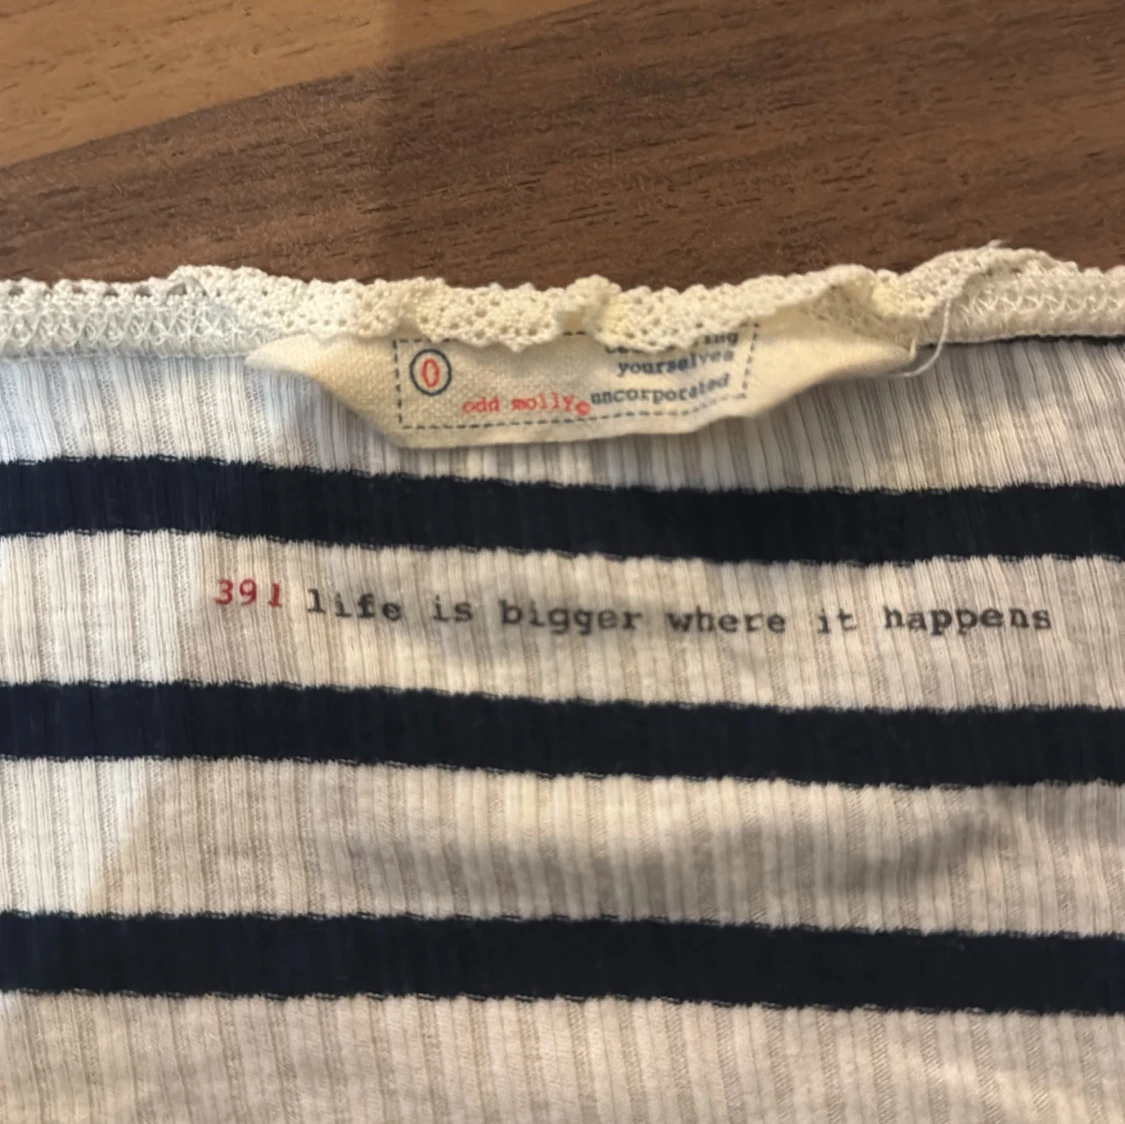 0
yourselves
odd molly© uncorporated
391 life is bigger where it happens